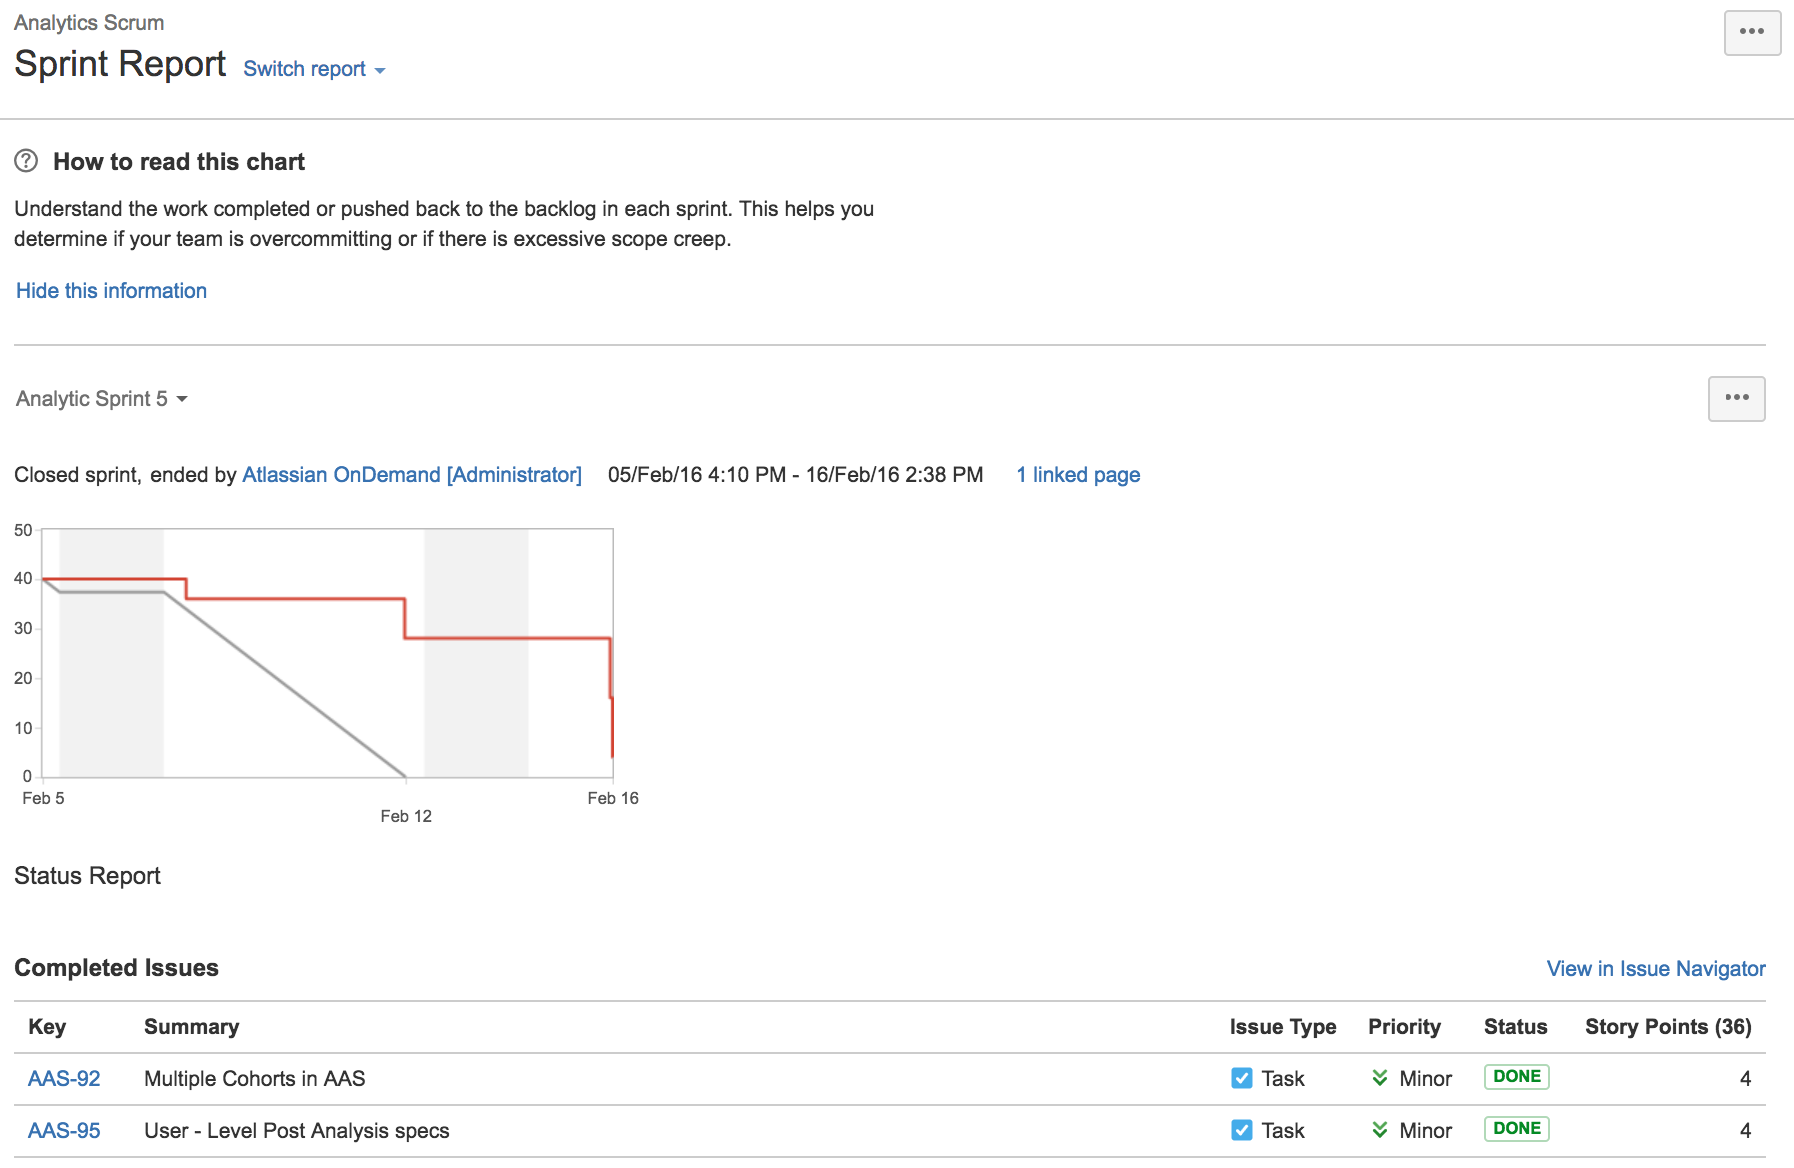 Analytics Scrum
Sprint Report Switch report
How to read this chart
Understand the work completed or pushed back to the backlog in each sprint. This helps you
determine if your team is overcommitting or if there is excessive scope creep.
Hide this information
Analytic Sprint 5
Closed sprint, ended by Atlassian OnDemand [Administrator] 05/Feb/16 4:10 PM - 16/Feb/16 2:38 PM 1 linked page
50
40
30
20
10
0
Feb 5
Feb 12
Feb 16
Status Report
Completed Issues View in Issue Navigator
Key Summary Issue Type Priority Status Story Points (36)
AAS-92 Multiple Cohorts in AAS Task Minor DONE 4
AAS-95 User - Level Post Analysis specs Task Minor DONE 4